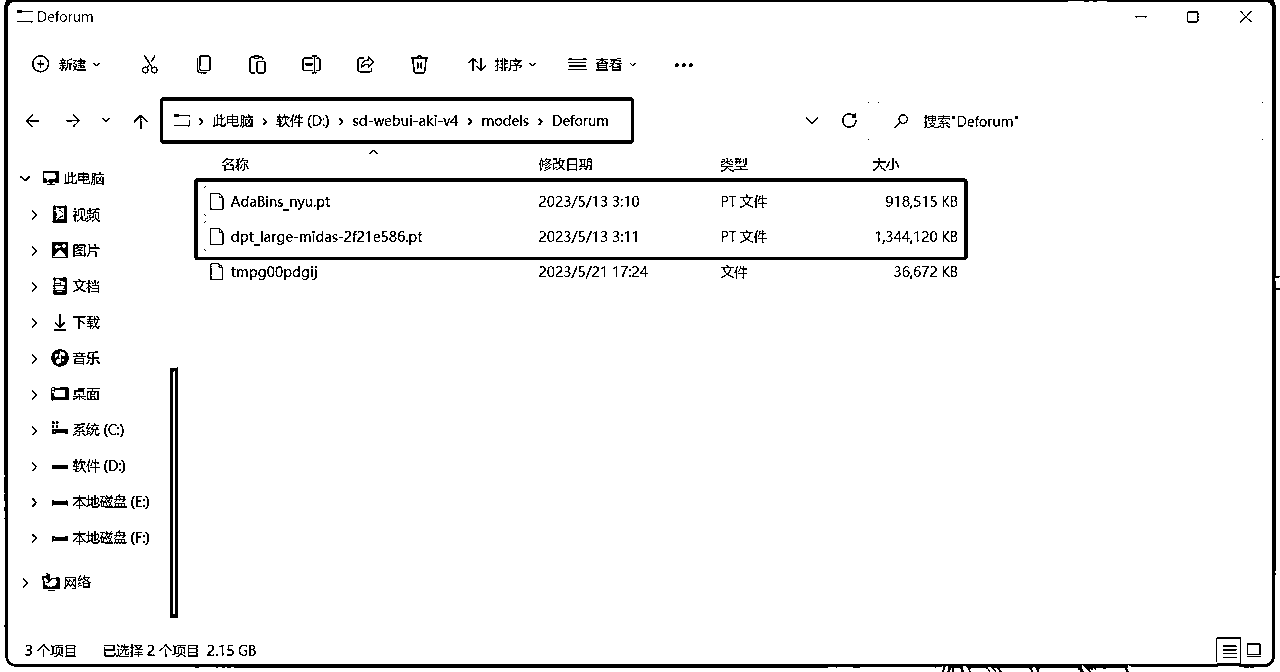 Deforum
新建
排序
查看
此电脑 > 软件 (D:) > sd-webui-aki-v4 > models > Deforum
搜索"Deforum"
名称 修改日期 类型 大小
AdaBins_nyu.pt 2023/5/13 3:10 PT 文件 918,515 KB
dpt_large-midas-2f21e586.pt 2023/5/13 3:11 PT 文件 1,344,120 KB
tmpg00pdgij 2023/5/21 17:24 文件 36,672 KB
此电脑
视频
图片
文档
下载
音乐
桌面
系统 (C:)
软件 (D:)
本地磁盘 (E:)
本地磁盘 (F:)
网络
3 个项目 已选择 2 个项目 2.15 GB